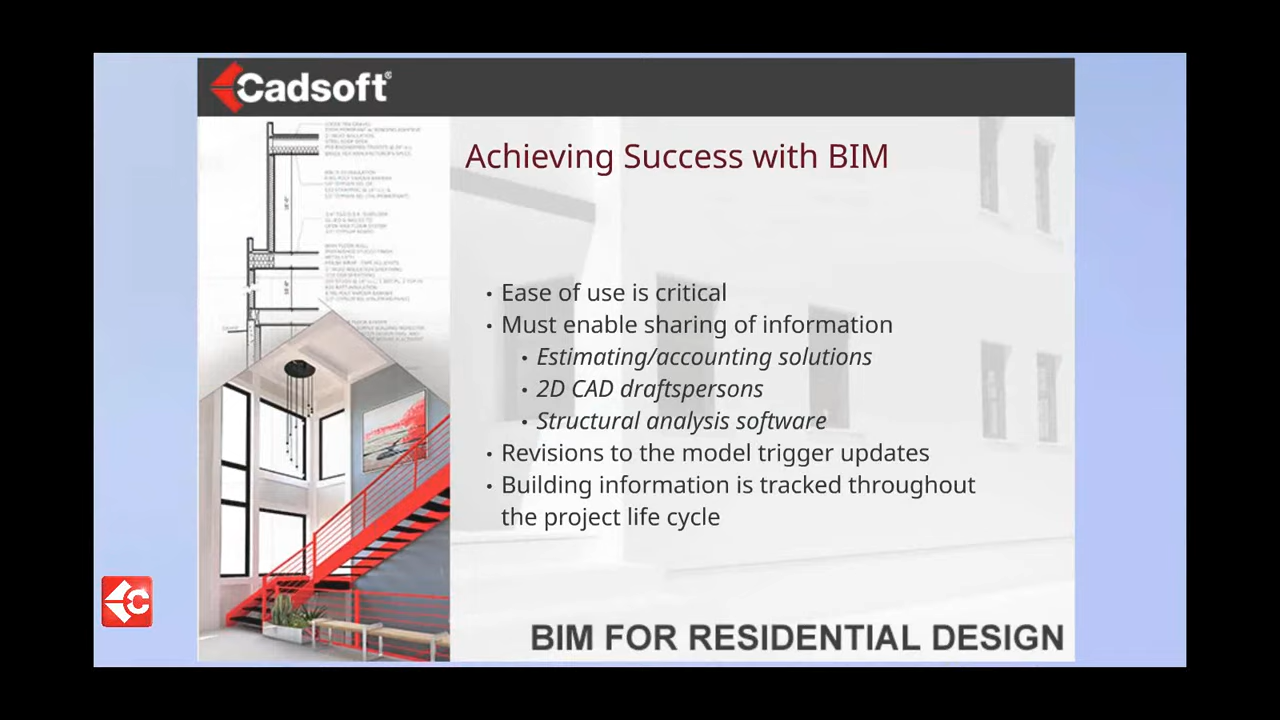 Cadsoft®
Achieving Success with BIM
• Ease of use is critical
• Must enable sharing of information
• Estimating/accounting solutions
• 2D CAD draftspersons
• Structural analysis software
• Revisions to the model trigger updates
• Building information is tracked throughout
the project life cycle
BIM FOR RESIDENTIAL DESIGN